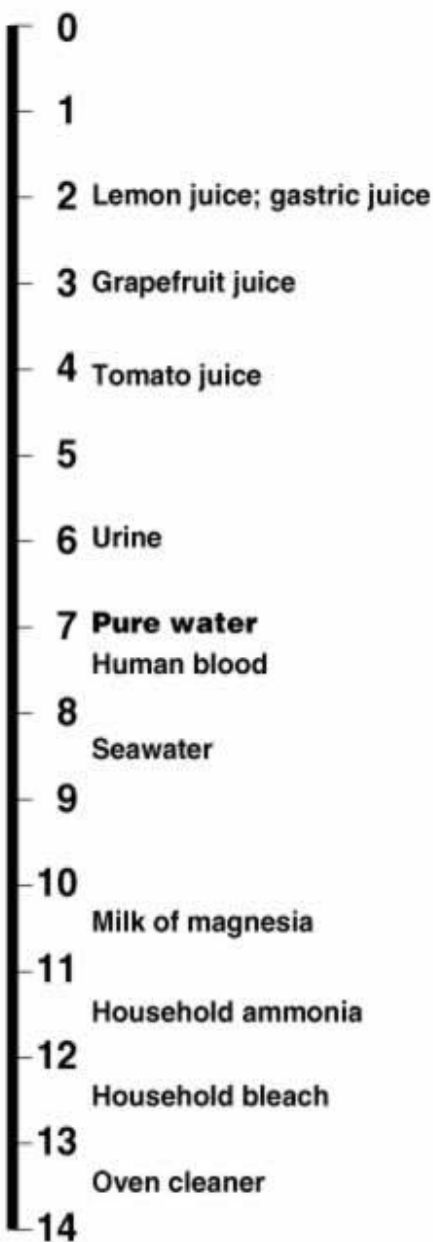 0
1
2 Lemon juice; gastric juice
3 Grapefruit juice
4 Tomato juice
5
6 Urine
7 Pure water
Human blood
8
Seawater
9
10
Milk of magnesia
11
Household ammonia
12
Household bleach
13
Oven cleaner
14